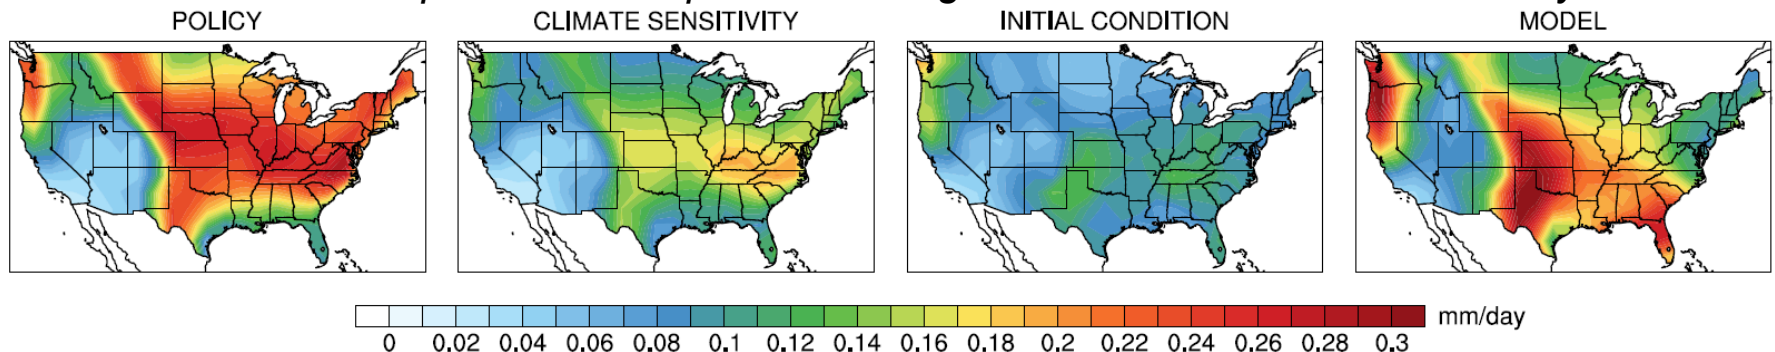 POLICY
CLIMATE SENSITIVITY
INITIAL CONDITION
MODEL
mm/day
0 0.02 0.04 0.06 0.08 0.1 0.12 0.14 0.16 0.18 0.2 0.22 0.24 0.26 0.28 0.3